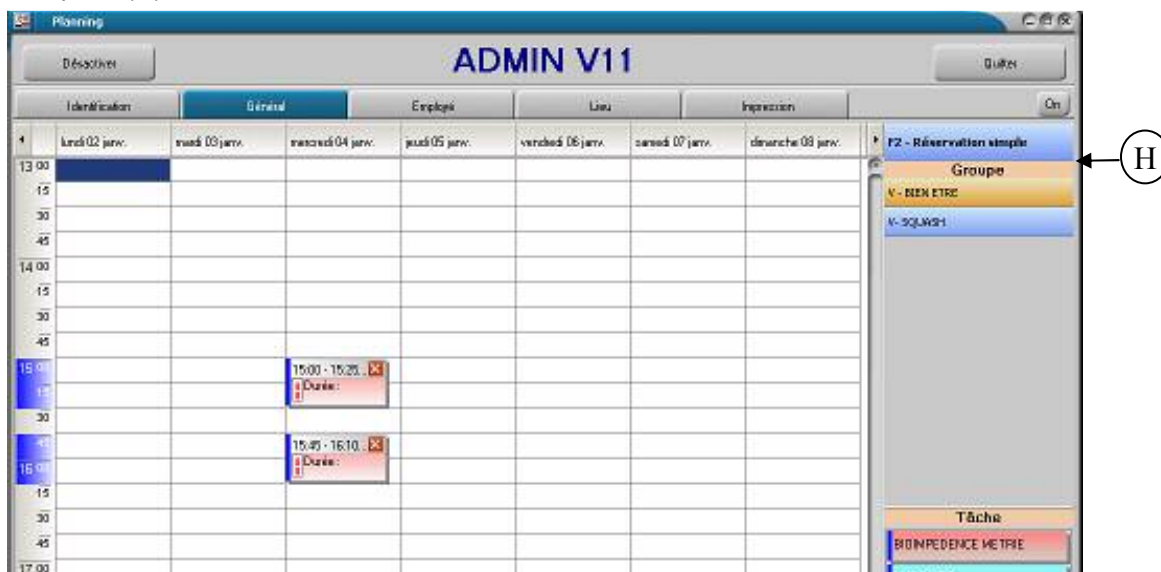 Planning
Désactiver
ADMIN V11
Quitter
Identification
Général
Employé
Lieu
Impression
On
lundi 02 janv.
mardi 03 janv.
mercredi 04 janv.
jeudi 05 janv.
vendredi 06 janv.
samedi 07 janv.
dimanche 08 janv.
F2 - Réservation simple
H
13 00
Groupe
15
V - BIEN ETRE
30
V- SQUASH
45
14 00
15
30
45
15 00
15:00 - 15:25...
15
Durée :
30
45
15:45 - 16:10...
16 00
Durée :
15
30
Tâche
45
BIOIMPEDENCE METRIE
17 00